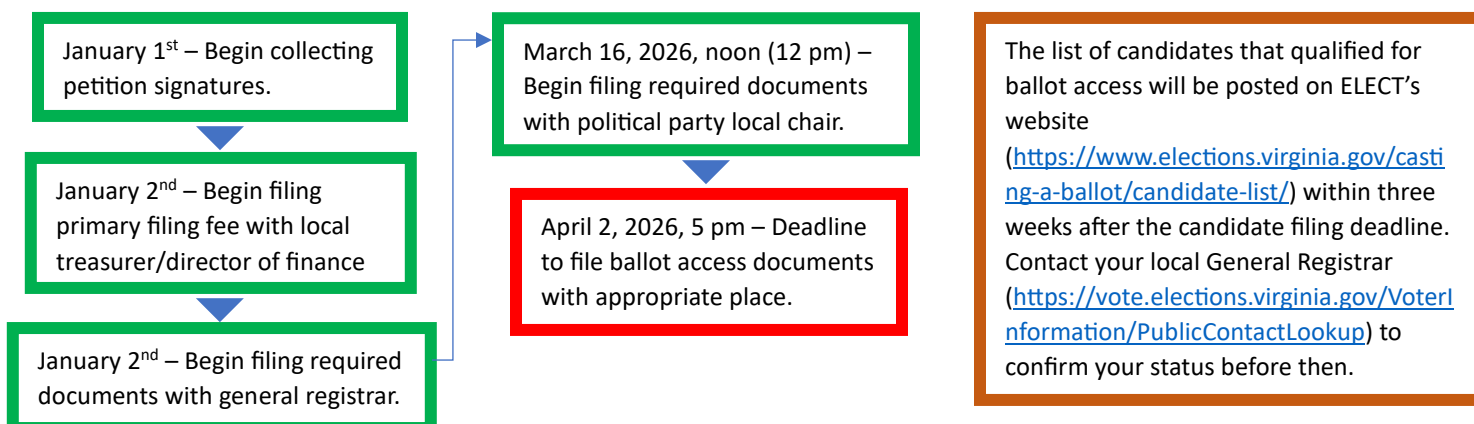 January 1st – Begin collecting
petition signatures.
January 2nd – Begin filing
primary filing fee with local
treasurer/director of finance
January 2nd – Begin filing required
documents with general registrar.
March 16, 2026, noon (12 pm) –
Begin filing required documents
with political party local chair.
April 2, 2026, 5 pm – Deadline
to file ballot access documents
with appropriate place.
The list of candidates that qualified for
ballot access will be posted on ELECT’s
website
(https://www.elections.virginia.gov/casti
ng-a-ballot/candidate-list/) within three
weeks after the candidate filing deadline.
Contact your local General Registrar
(https://vote.elections.virginia.gov/VoterI
nformation/PublicContactLookup) to
confirm your status before then.